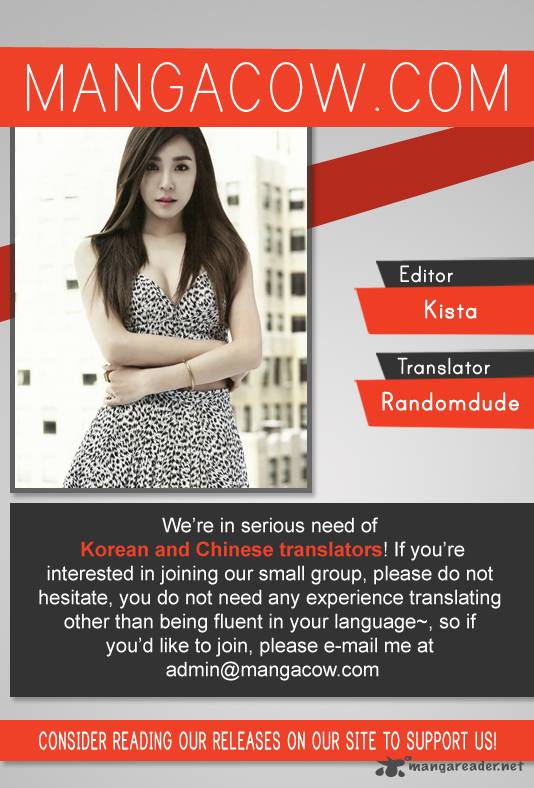 MANGACOW.COM
Editor
Kista
Translator
Randomdude
We're in serious need of
Korean and Chinese translators! If you're
interested in joining our small group, please do not
hesitate, you do not need any experience translating
other than being fluent in your language~, so if
you'd like to join, please e-mail me at
admin@mangacow.com
CONSIDER READING OUR RELEASES ON OUR SITE TO SUPPORT US!
mangareader.net